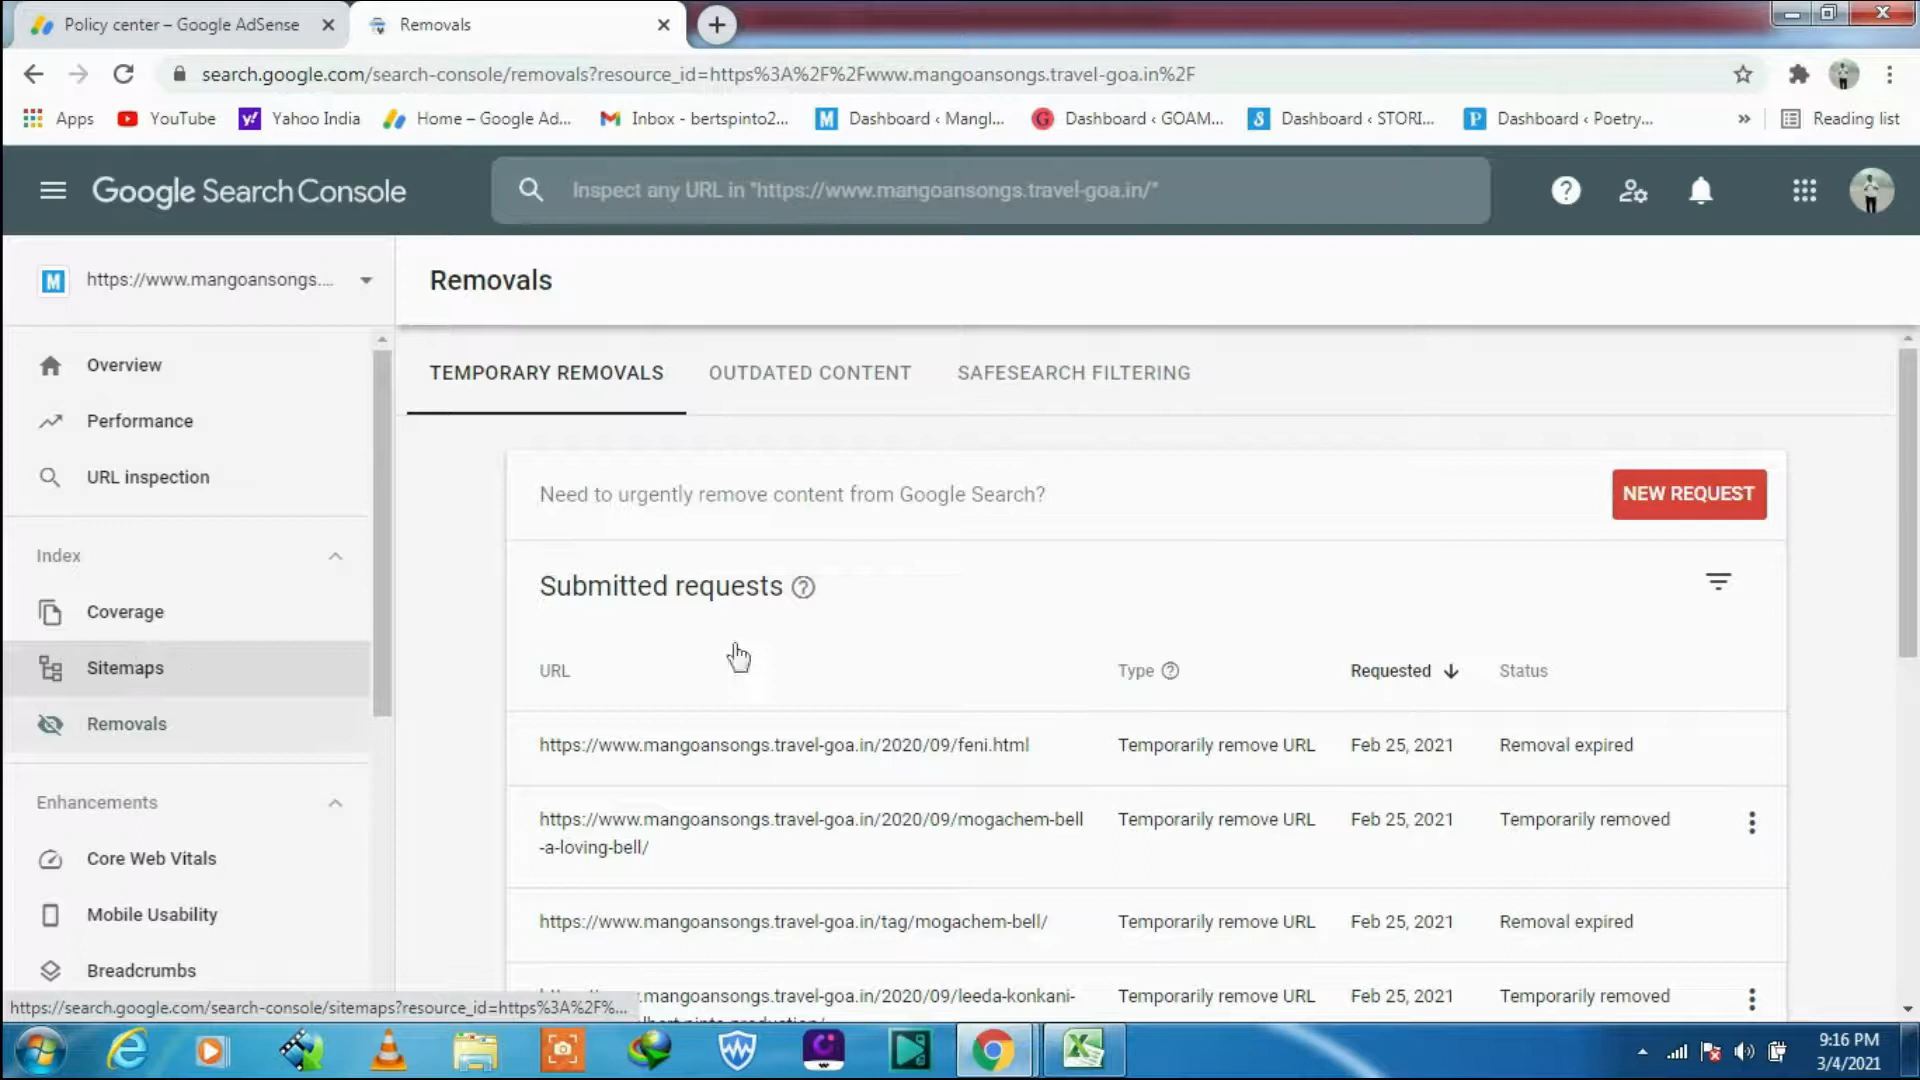 Policy center – Google AdSense
Removals
search.google.com/search-console/removals?resource_id=https%3A%2F%2Fwww.mangoansongs.travel-goa.in%2F
Apps
YouTube
Yahoo India
Home – Google Ad...
Inbox - bertspinto2...
M
Dashboard ‹ Mangl...
G
Dashboard ‹ GOAM...
S
Dashboard ‹ STORI...
P
Dashboard ‹ Poetry...
»
Reading list
Google Search Console
Inspect any URL in "https://www.mangoansongs.travel-goa.in/"
M
https://www.mangoansongs....
Removals
Overview
Performance
URL inspection
Index
Coverage
Sitemaps
Removals
Enhancements
Core Web Vitals
Mobile Usability
Breadcrumbs
TEMPORARY REMOVALS
OUTDATED CONTENT
SAFESEARCH FILTERING
Need to urgently remove content from Google Search?
NEW REQUEST
Submitted requests
URL
Type
Requested
Status
https://www.mangoansongs.travel-goa.in/2020/09/feni.html
Temporarily remove URL
Feb 25, 2021
Removal expired
https://www.mangoansongs.travel-goa.in/2020/09/mogachem-bell
-a-loving-bell/
Temporarily remove URL
Feb 25, 2021
Temporarily removed
https://www.mangoansongs.travel-goa.in/tag/mogachem-bell/
Temporarily remove URL
Feb 25, 2021
Removal expired
.mangoansongs.travel-goa.in/2020/09/leeda-konkani-
Temporarily remove URL
Feb 25, 2021
Temporarily removed
https://search.google.com/search-console/sitemaps?resource_id=https%3A%2F%...
9:16 PM
3/4/2021